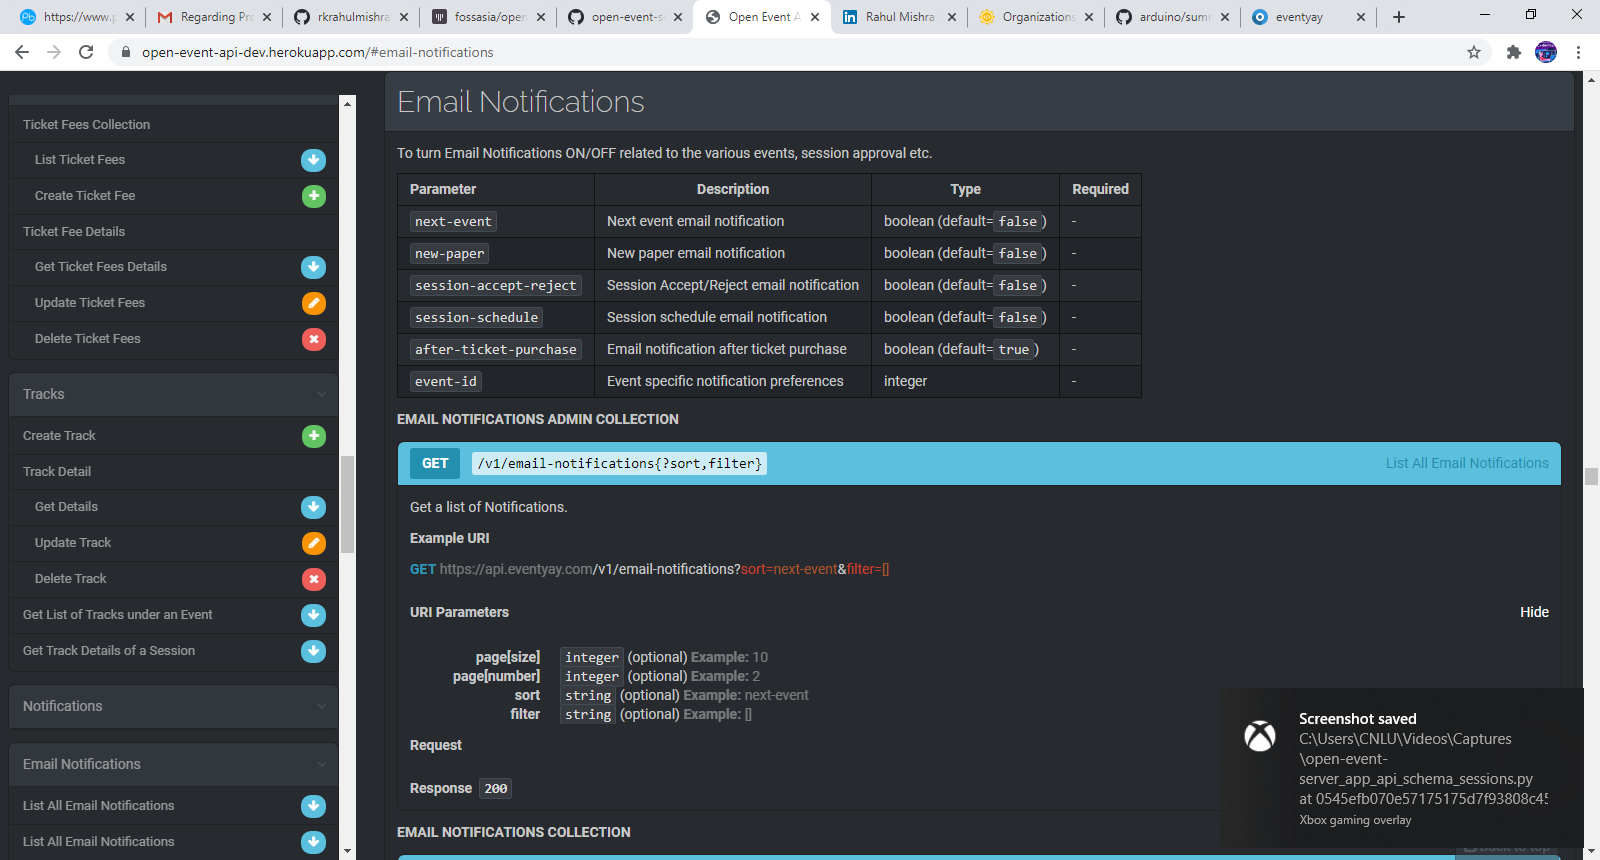 https://www.p
Regarding Pro
rkrahulmishra
fossasia/open
open-event-se
Open Event A
Rahul Mishra
Organizations
arduino/sum
eventyay
open-event-api-dev.herokuapp.com/#email-notifications
Ticket Fees Collection
List Ticket Fees
Create Ticket Fee
Ticket Fee Details
Get Ticket Fees Details
Update Ticket Fees
Delete Ticket Fees
Tracks
Create Track
Track Detail
Get Details
Update Track
Delete Track
Get List of Tracks under an Event
Get Track Details of a Session
Notifications
Email Notifications
List All Email Notifications
List All Email Notifications
Email Notifications
To turn Email Notifications ON/OFF related to the various events, session approval etc.
Parameter Description Type Required
next-event Next event email notification boolean (default=false) -
new-paper New paper email notification boolean (default=false) -
session-accept-reject Session Accept/Reject email notification boolean (default=false) -
session-schedule Session schedule email notification boolean (default=false) -
after-ticket-purchase Email notification after ticket purchase boolean (default=true) -
event-id Event specific notification preferences integer -
EMAIL NOTIFICATIONS ADMIN COLLECTION
GET /v1/email-notifications{?sort,filter} List All Email Notifications
Get a list of Notifications.
Example URI
GET https://api.eventyay.com/v1/email-notifications?sort=next-event&filter=[]
URI Parameters Hide
page[size] integer (optional) Example: 10
page[number] integer (optional) Example: 2
sort string (optional) Example: next-event
filter string (optional) Example: []
Request
Response 200
EMAIL NOTIFICATIONS COLLECTION
Screenshot saved
C:\Users\CNLU\Videos\Captures
\open-event-
server_app_api_schema_sessions.py
at 0545efb070e57175175d7f93808c45
Xbox gaming overlay
Back to top